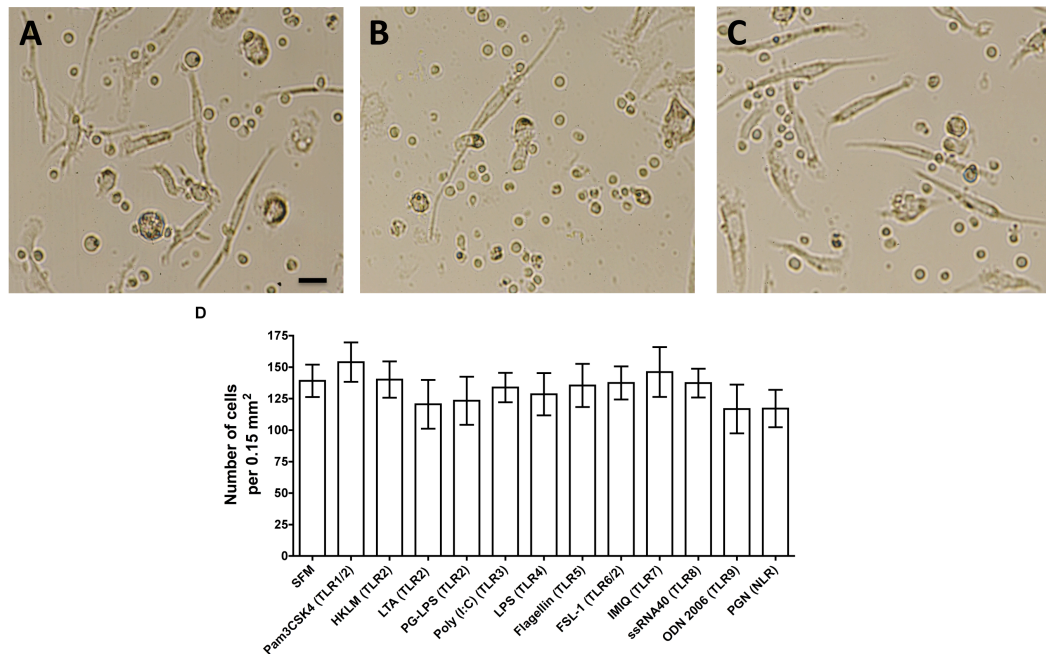 A
B
C
D
Number of cells
per 0.15 mm2
175
150
125
100
75
50
25
0
SFM
Pam3CSK4 (TLR1/2)
HKLM (TLR2)
LTA (TLR2)
PG-LPS (TLR2)
Poly (I:C) (TLR3)
LPS (TLR4)
Flagellin (TLR5)
FSL-1 (TLR6/2)
IMIQ (TLR7)
ssRNA40 (TLR8)
ODN 2006 (TLR9)
PGN (NLR)